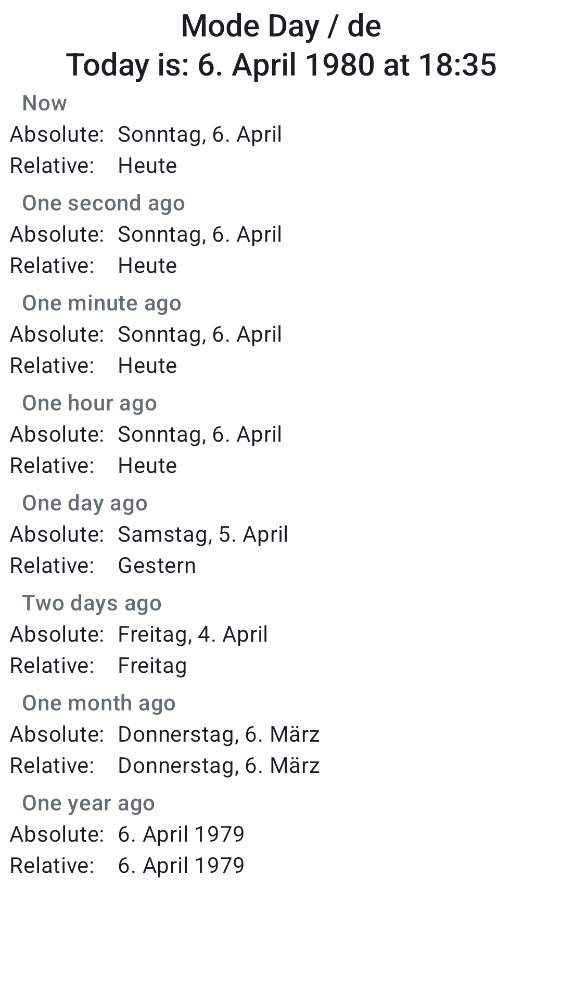 Mode Day / de
Today is: 6. April 1980 at 18:35
Now
Absolute: Sonntag, 6. April
Relative: Heute
One second ago
Absolute: Sonntag, 6. April
Relative: Heute
One minute ago
Absolute: Sonntag, 6. April
Relative: Heute
One hour ago
Absolute: Sonntag, 6. April
Relative: Heute
One day ago
Absolute: Samstag, 5. April
Relative: Gestern
Two days ago
Absolute: Freitag, 4. April
Relative: Freitag
One month ago
Absolute: Donnerstag, 6. März
Relative: Donnerstag, 6. März
One year ago
Absolute: 6. April 1979
Relative: 6. April 1979